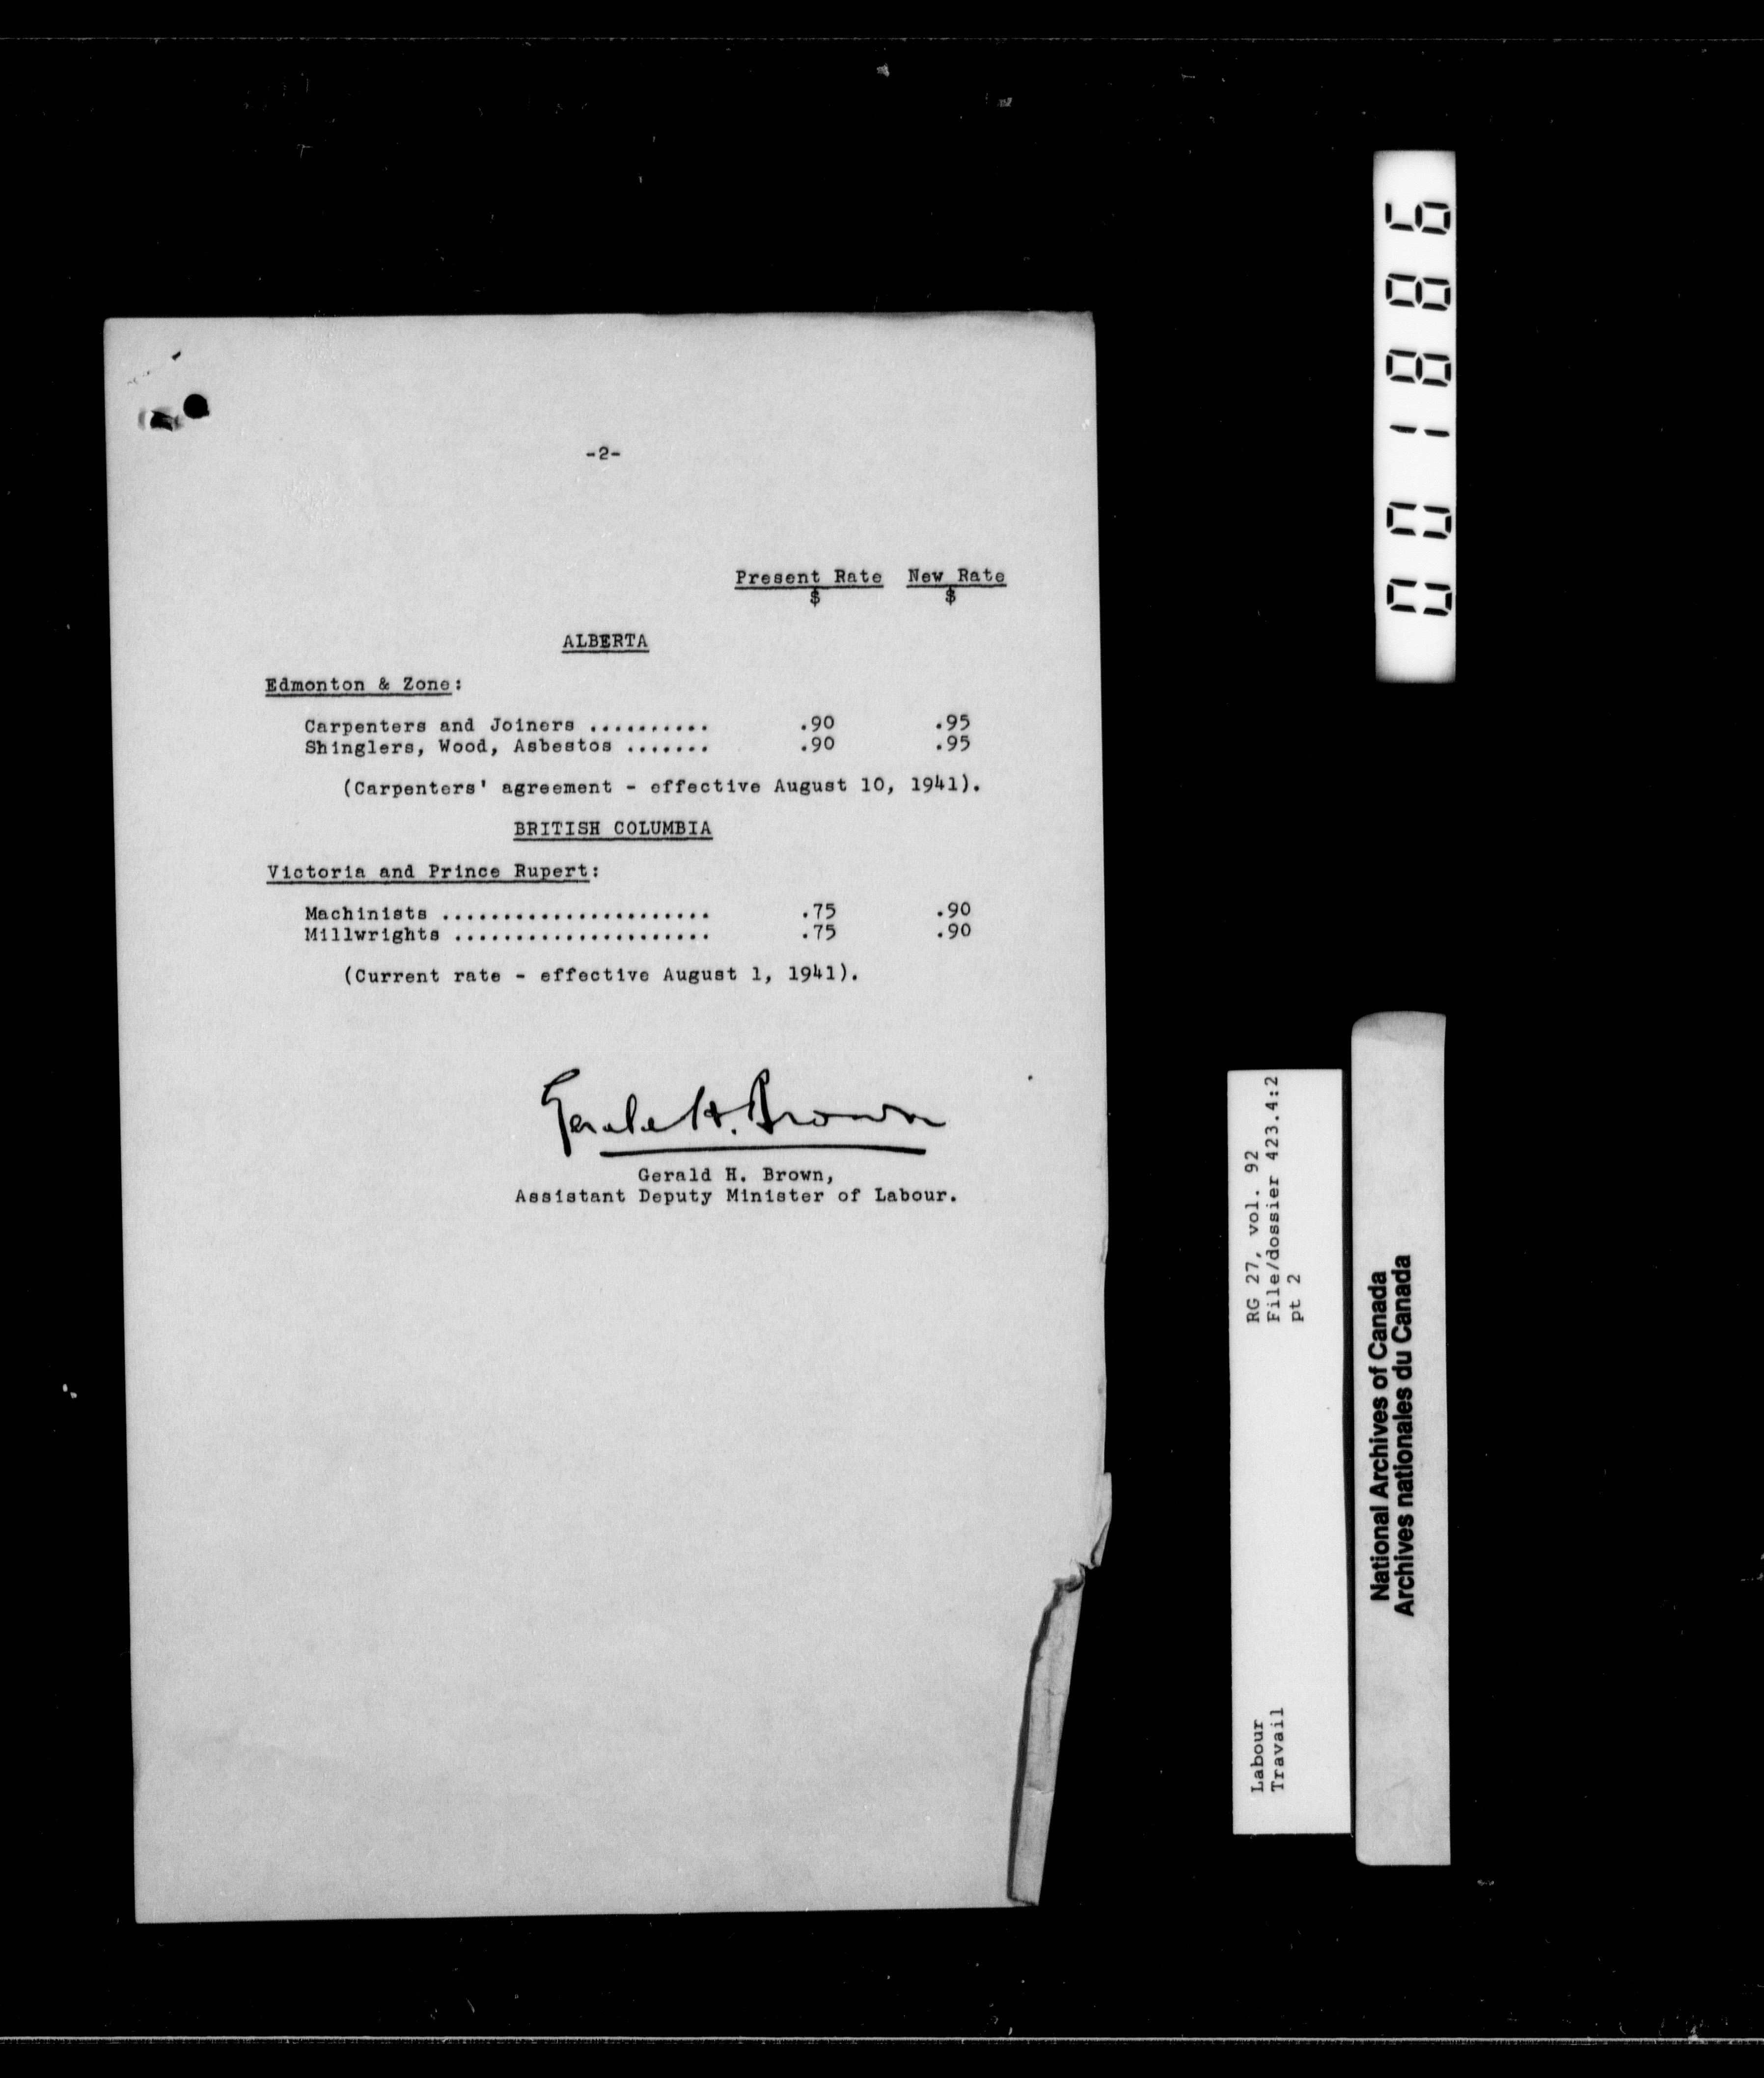 -2-
Present Rate New Rate
$ $
ALBERTA
Edmonton & Zone:
Carpenters and Joiners .......... .90 .95
Shinglers, Wood, Asbestos ....... .90 .95
(Carpenters' agreement - effective August 10, 1941).
BRITISH COLUMBIA
Victoria and Prince Rupert:
Machinists ...................... .75 .90
Millwrights ..................... .75 .90
(Current rate - effective August 1, 1941).
Gerald H. Brown
Gerald H. Brown,
Assistant Deputy Minister of Labour.
001886
Labour RG 27, vol. 92
Travail File/dossier 423.4:2
pt 2
National Archives of Canada
Archives nationales du Canada